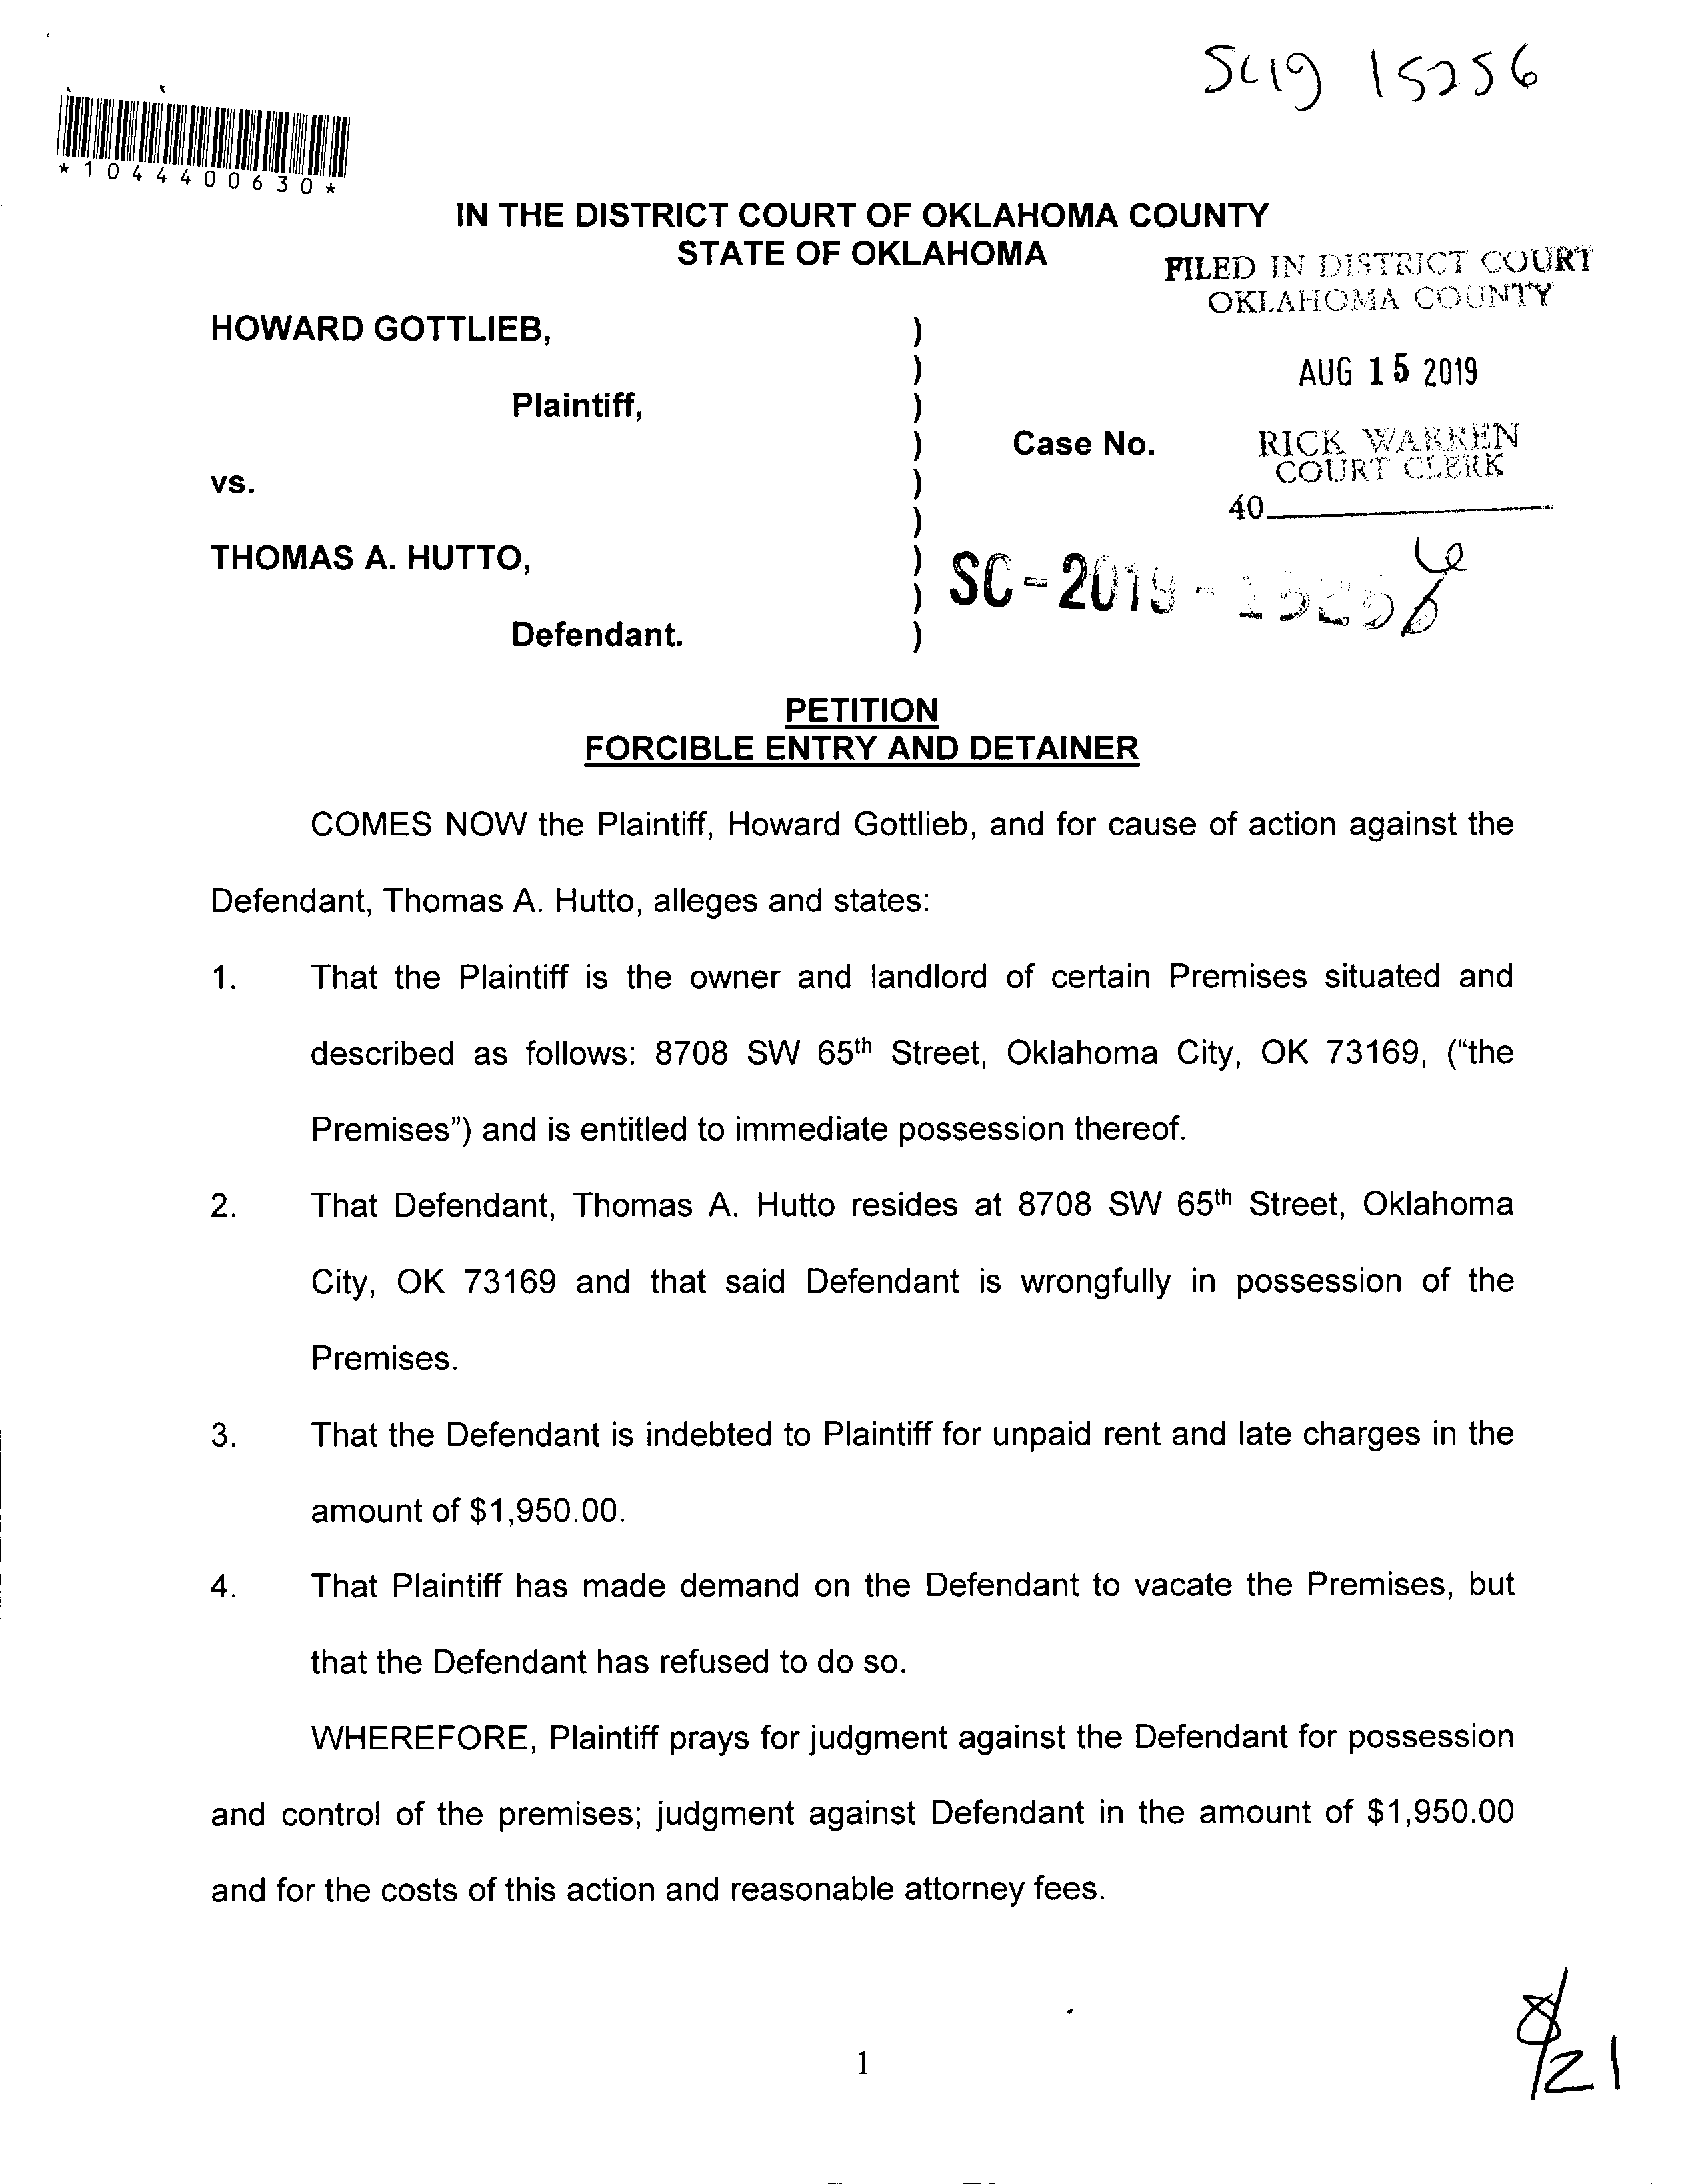 SC19 15256
*1044400630*
IN THE DISTRICT COURT OF OKLAHOMA COUNTY
STATE OF OKLAHOMA
FILED IN DISTRICT COURT
OKLAHOMA COUNTY
HOWARD GOTTLIEB, )
)
AUG 15 2019
Plaintiff, )
) Case No.
RICK WARREN
COURT CLERK
vs. )
40
)
THOMAS A. HUTTO, )
) SC-2019-1525 6
Defendant. )
PETITION
FORCIBLE ENTRY AND DETAINER
COMES NOW the Plaintiff, Howard Gottlieb, and for cause of action against the
Defendant, Thomas A. Hutto, alleges and states:
1. That the Plaintiff is the owner and landlord of certain Premises situated and
described as follows: 8708 SW 65th Street, Oklahoma City, OK 73169, ("the
Premises") and is entitled to immediate possession thereof.
2. That Defendant, Thomas A. Hutto resides at 8708 SW 65th Street, Oklahoma
City, OK 73169 and that said Defendant is wrongfully in possession of the
Premises.
3. That the Defendant is indebted to Plaintiff for unpaid rent and late charges in the
amount of $1,950.00.
4. That Plaintiff has made demand on the Defendant to vacate the Premises, but
that the Defendant has refused to do so.
WHEREFORE, Plaintiff prays for judgment against the Defendant for possession
and control of the premises; judgment against Defendant in the amount of $1,950.00
and for the costs of this action and reasonable attorney fees.
1
8/21